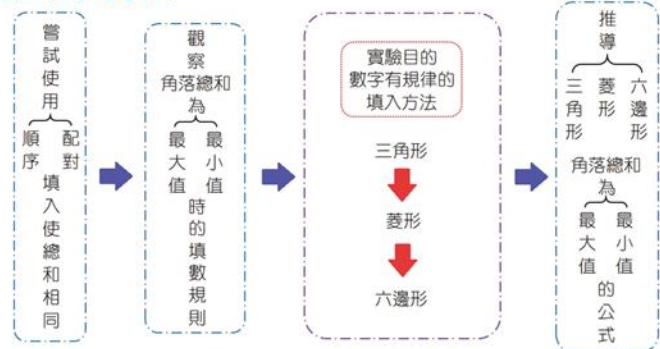 嘗試使用
順序 配對
填入使總和相同
觀察
角落總和
為
最大值 最小值
時的填數規則
實驗目的
數字有規律的
填入方法
三角形
菱形
六邊形
推導
三角形 菱形 六邊形
角落總和
為
最大值 最小值
的公式